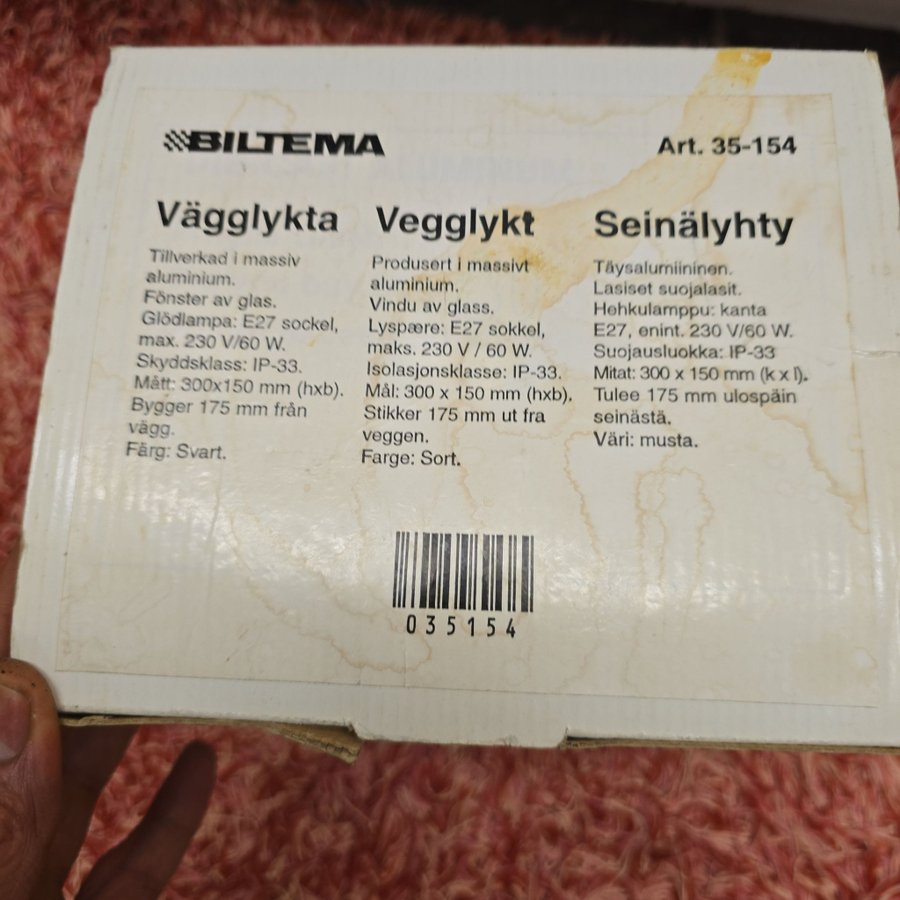 BILTEMA
Art. 35-154
Vägglykta
Tillverkad i massiv
aluminium.
Fönster av glas.
Glödlampa: E27 sockel,
max. 230 V/60 W.
Skyddsklass: IP-33.
Mått: 300x150 mm (hxb).
Bygger 175 mm från
vägg.
Färg: Svart.
Vegglykt
Produsert i massivt
aluminium.
Vindu av glass.
Lyspære: E27 sokkel,
maks. 230 V / 60 W.
Isolasjonsklasse: IP-33.
Mål: 300 x 150 mm (hxb).
Stikker 175 mm ut fra
veggen.
Farge: Sort.
Seinälyhty
Täysalumiininen.
Lasiset suojalasit.
Hehkulamppu: kanta
E27, enint. 230 V/60 W.
Suojausluokka: IP-33
Mitat: 300 x 150 mm (k x l).
Tulee 175 mm ulospäin
seinästä.
Väri: musta.
035154